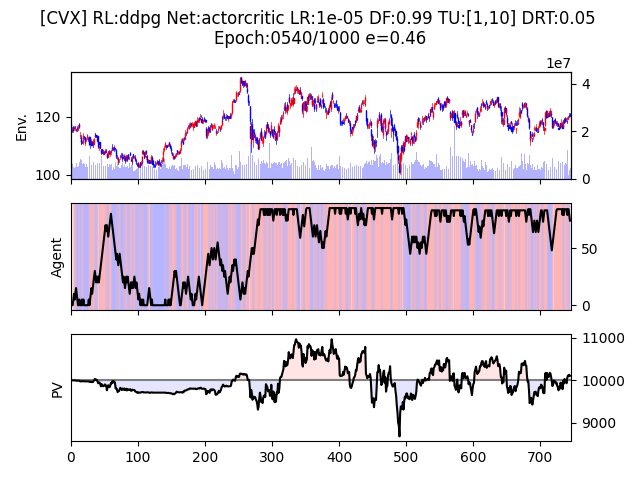 [CVX] RL:ddpg Net:actorcritic LR:1e-05 DF:0.99 TU:[1,10] DRT:0.05
Epoch:0540/1000 e=0.46
1e7
Env.
120
100
4
2
0
Agent
50
0
PV
11000
10000
9000
0 100 200 300 400 500 600 700